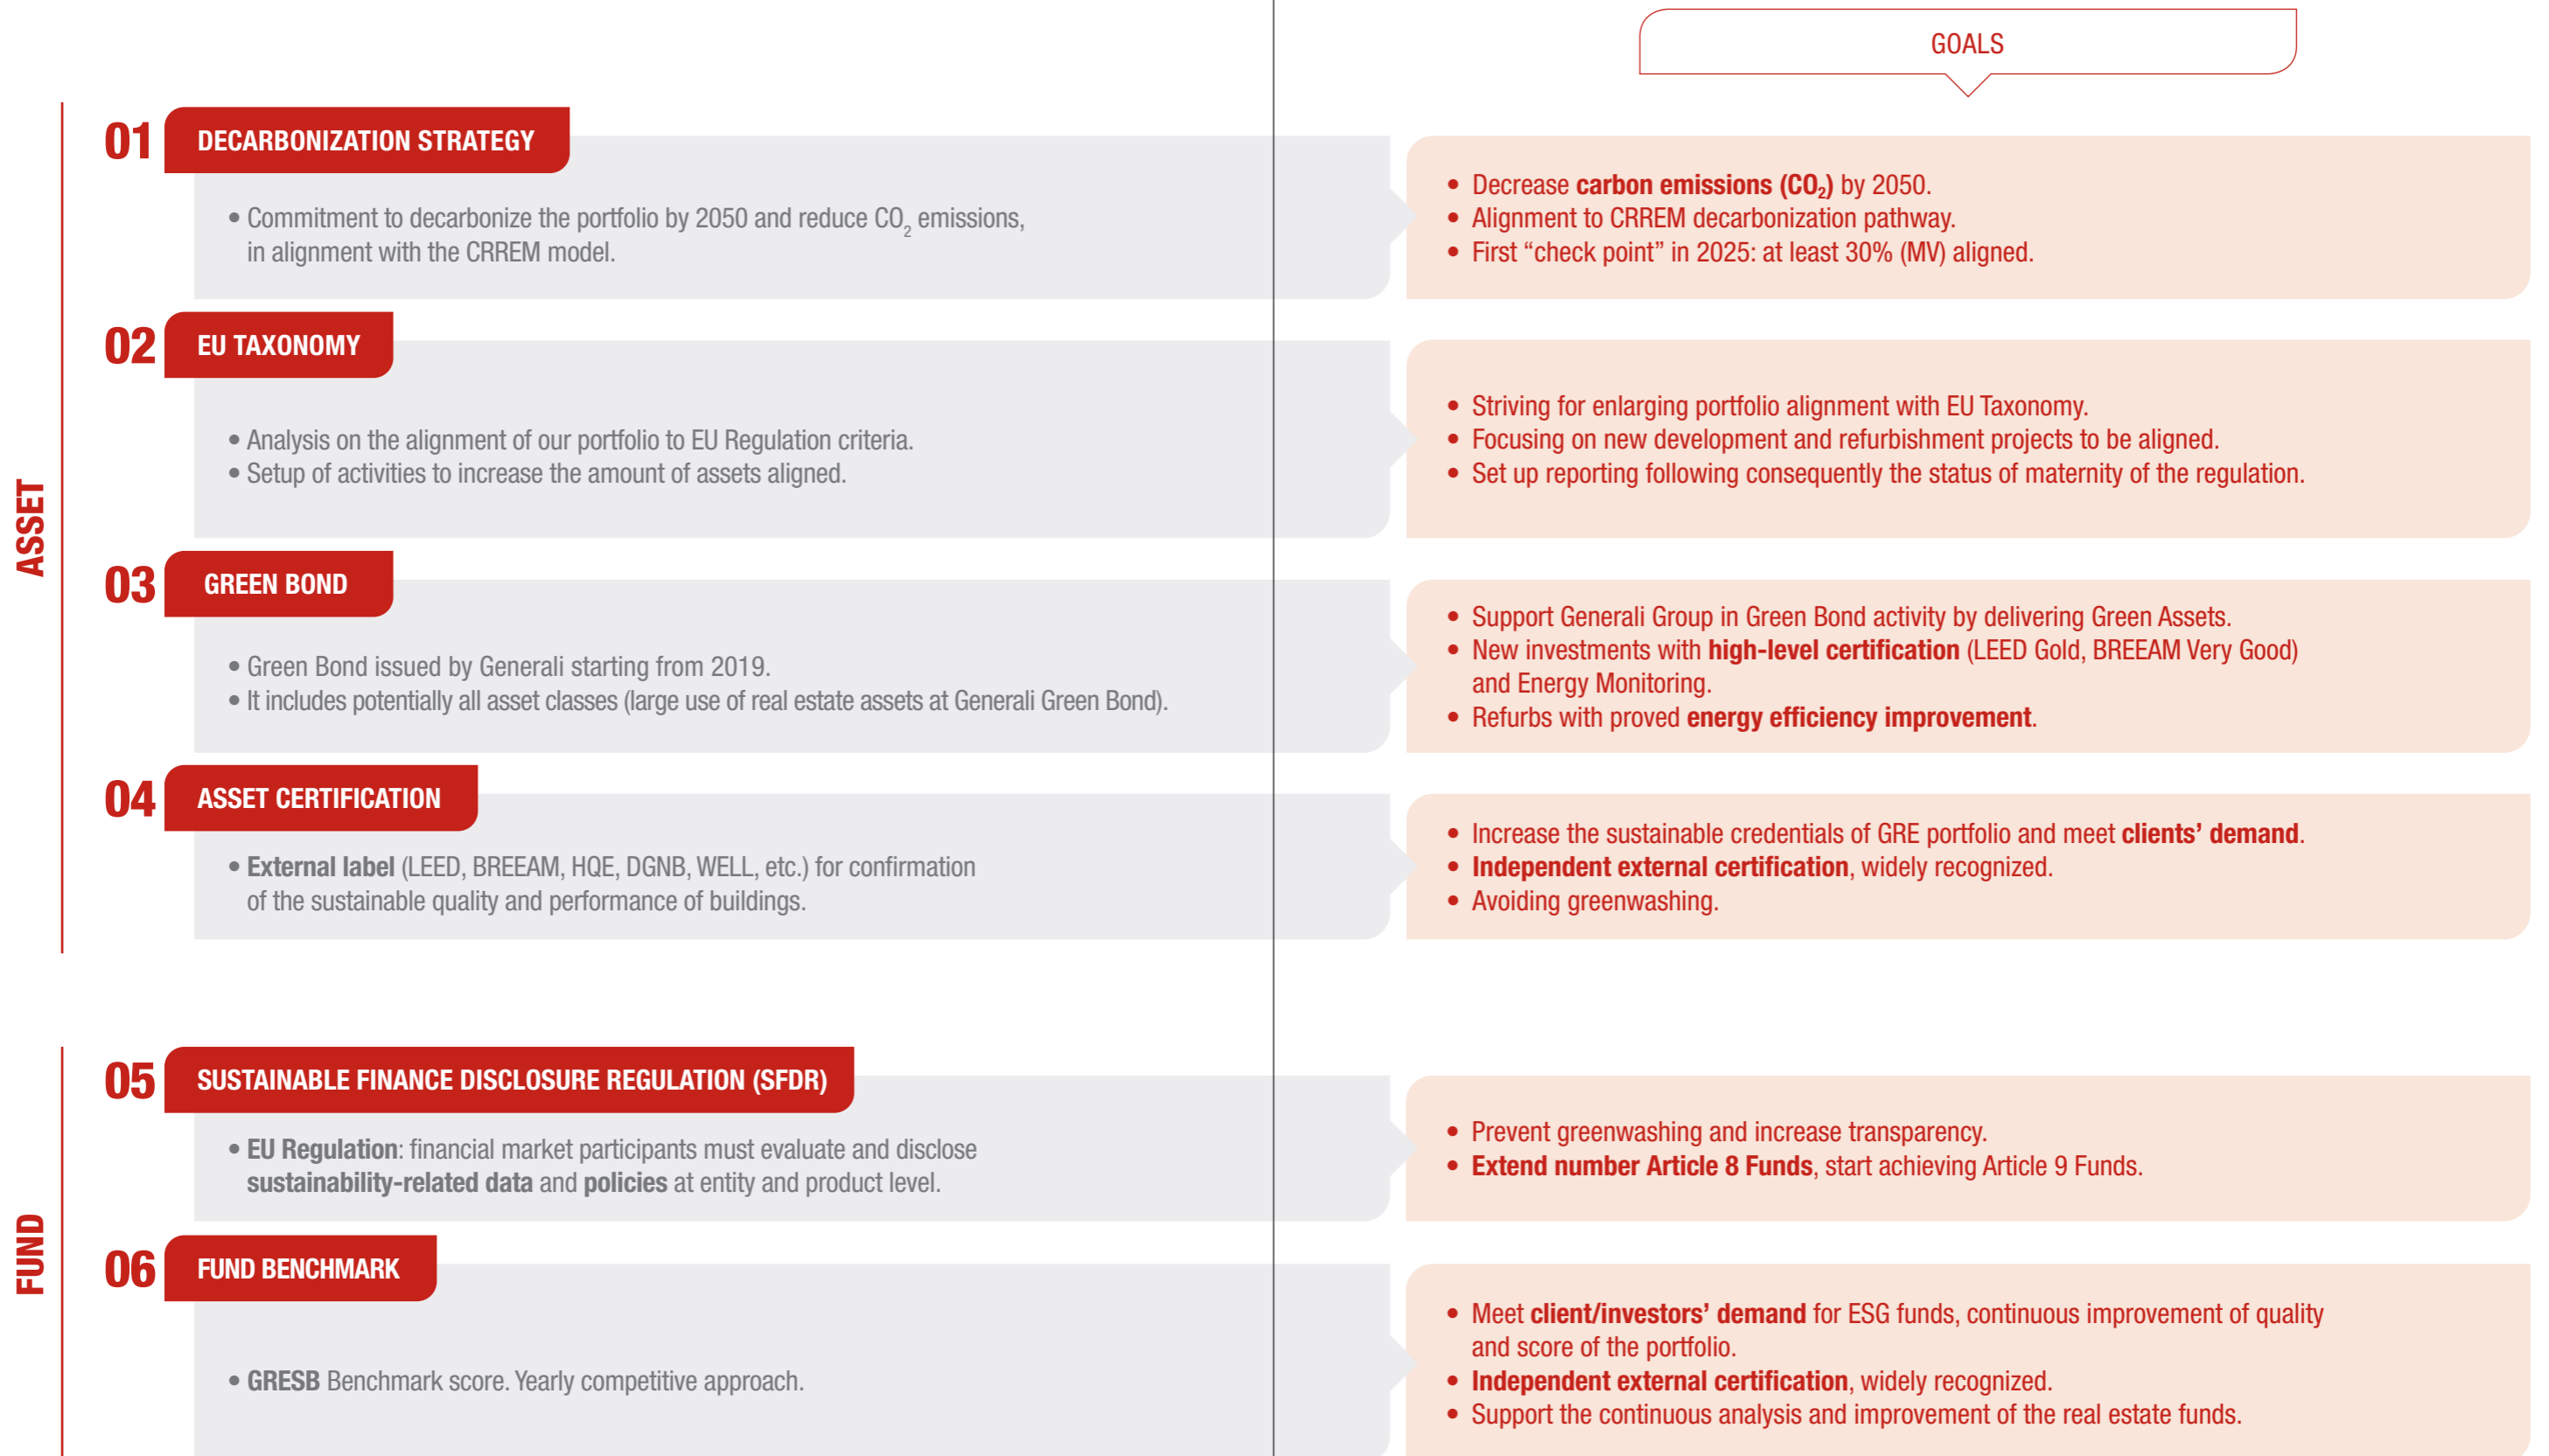 GOALS
ASSET
01 DECARBONIZATION STRATEGY
• Commitment to decarbonize the portfolio by 2050 and reduce CO₂ emissions,
in alignment with the CRREM model.
• Decrease carbon emissions (CO₂) by 2050.
• Alignment to CRREM decarbonization pathway.
• First “check point” in 2025: at least 30% (MV) aligned.
02 EU TAXONOMY
• Analysis on the alignment of our portfolio to EU Regulation criteria.
• Setup of activities to increase the amount of assets aligned.
• Striving for enlarging portfolio alignment with EU Taxonomy.
• Focusing on new development and refurbishment projects to be aligned.
• Set up reporting following consequently the status of maternity of the regulation.
03 GREEN BOND
• Green Bond issued by Generali starting from 2019.
• It includes potentially all asset classes (large use of real estate assets at Generali Green Bond).
• Support Generali Group in Green Bond activity by delivering Green Assets.
• New investments with high-level certification (LEED Gold, BREEAM Very Good)
and Energy Monitoring.
• Refurbs with proved energy efficiency improvement.
04 ASSET CERTIFICATION
• External label (LEED, BREEAM, HQE, DGNB, WELL, etc.) for confirmation
of the sustainable quality and performance of buildings.
• Increase the sustainable credentials of GRE portfolio and meet clients’ demand.
• Independent external certification, widely recognized.
• Avoiding greenwashing.
FUND
05 SUSTAINABLE FINANCE DISCLOSURE REGULATION (SFDR)
• EU Regulation: financial market participants must evaluate and disclose
sustainability-related data and policies at entity and product level.
• Prevent greenwashing and increase transparency.
• Extend number Article 8 Funds, start achieving Article 9 Funds.
06 FUND BENCHMARK
• GRESB Benchmark score. Yearly competitive approach.
• Meet client/investors’ demand for ESG funds, continuous improvement of quality
and score of the portfolio.
• Independent external certification, widely recognized.
• Support the continuous analysis and improvement of the real estate funds.